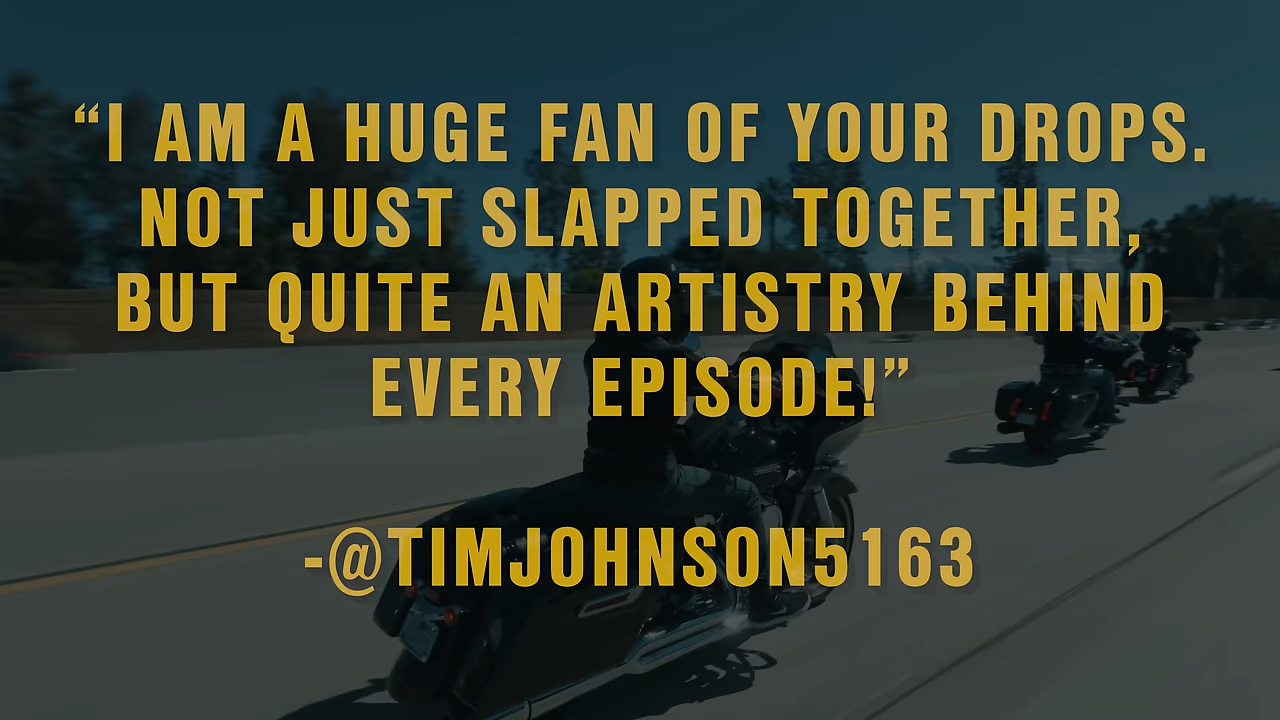 “I AM A HUGE FAN OF YOUR DROPS.
NOT JUST SLAPPED TOGETHER,
BUT QUITE AN ARTISTRY BEHIND
EVERY EPISODE!”
-@TIMJOHNSON5163